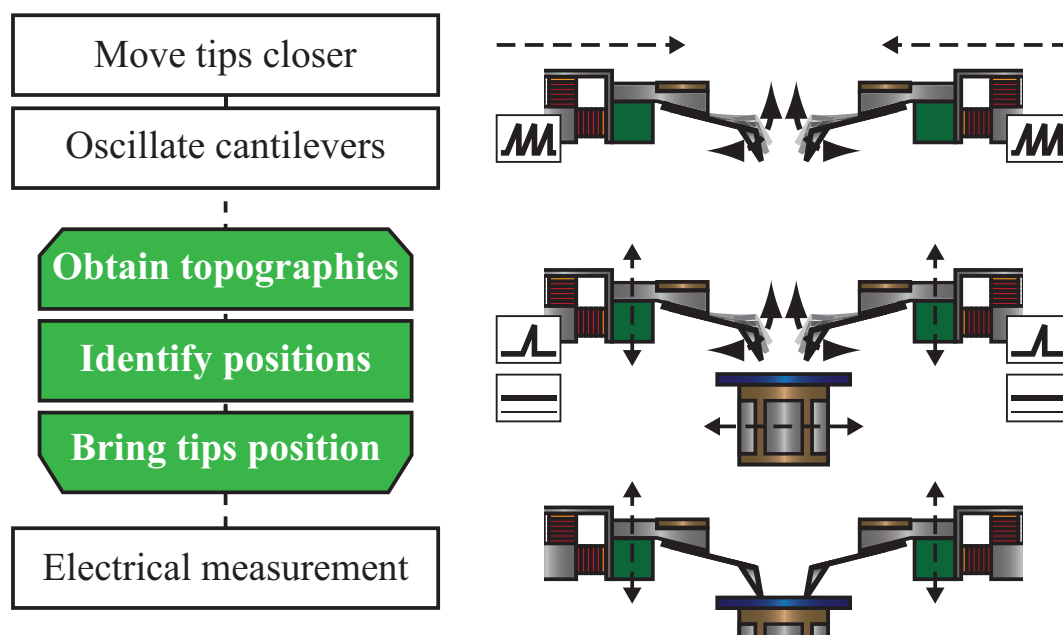 Move tips closer
Oscillate cantilevers
Obtain topographies
Identify positions
Bring tips position
Electrical measurement